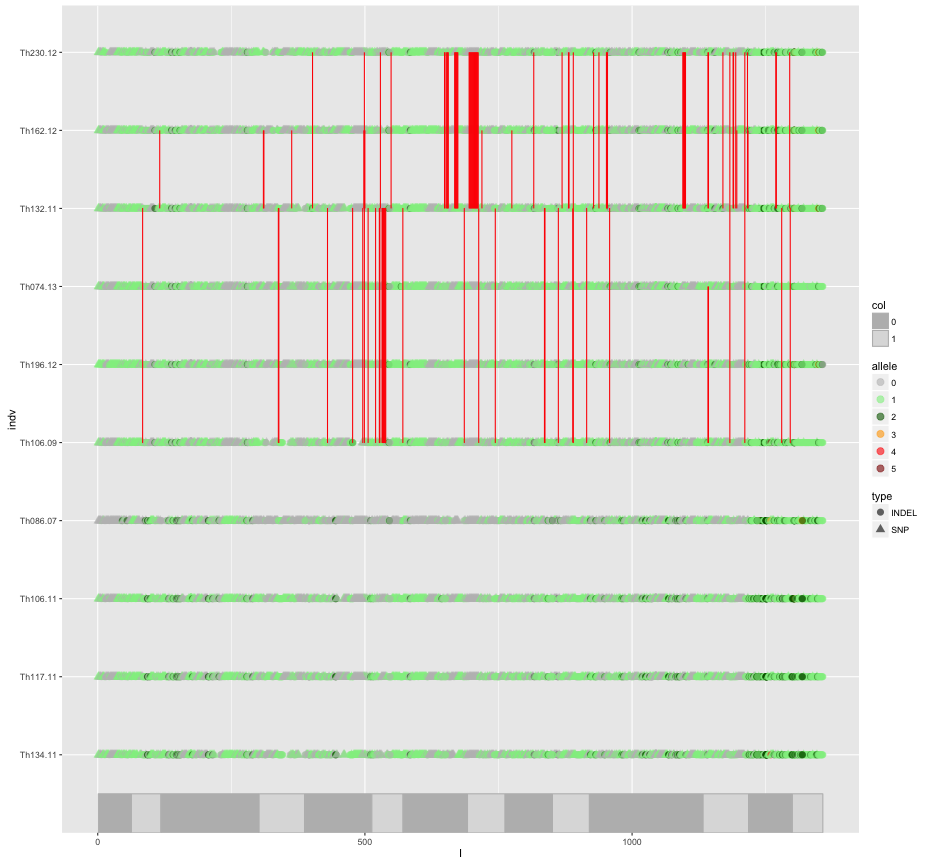 Th230.12
Th162.12
Th132.11
Th074.13
Th196.12
Th106.09
Th086.07
Th106.11
Th117.11
Th134.11
indv
0
500
1000
I
col
0
1
allele
0
1
2
3
4
5
type
INDEL
SNP